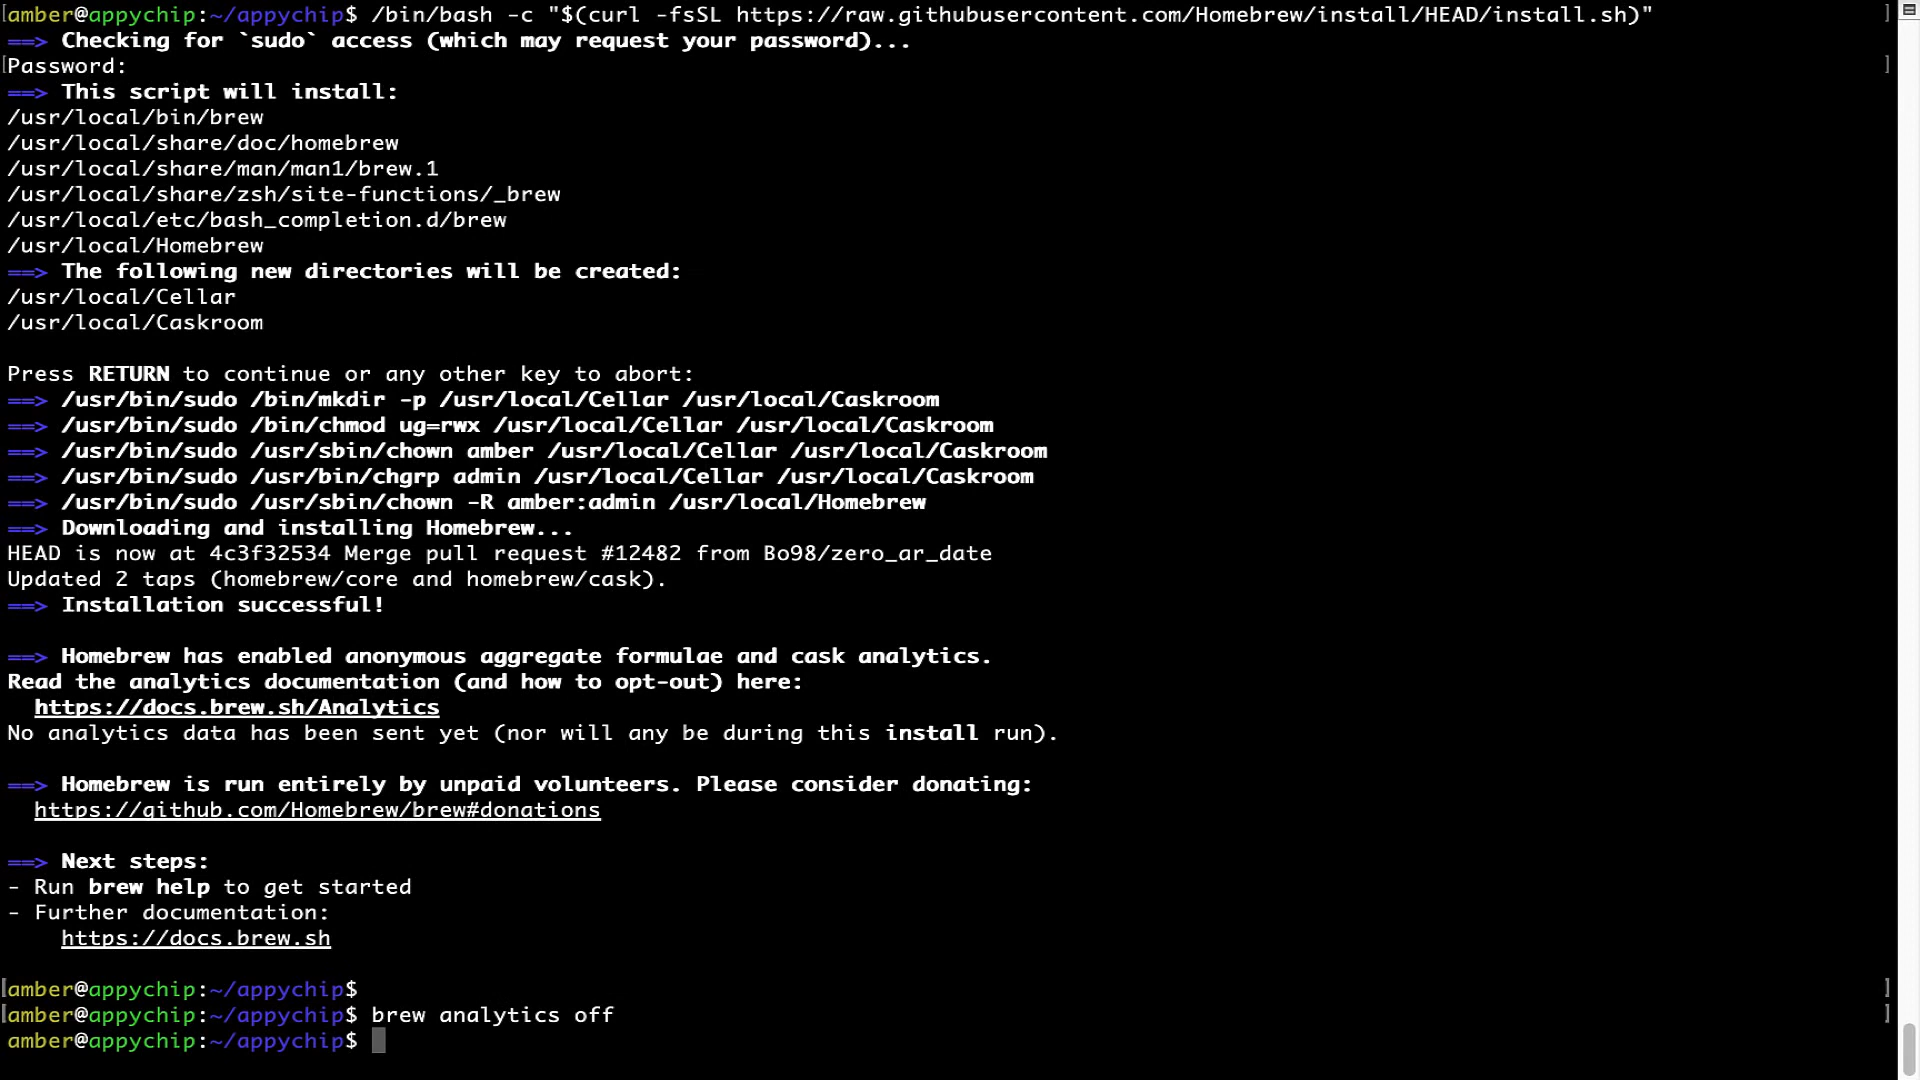 amber@appychip:~/appychip$ /bin/bash -c "$(curl -fsSL https://raw.githubusercontent.com/Homebrew/install/HEAD/install.sh)"
==> Checking for `sudo` access (which may request your password)...
Password:
==> This script will install:
/usr/local/bin/brew
/usr/local/share/doc/homebrew
/usr/local/share/man/man1/brew.1
/usr/local/share/zsh/site-functions/_brew
/usr/local/etc/bash_completion.d/brew
/usr/local/Homebrew
==> The following new directories will be created:
/usr/local/Cellar
/usr/local/Caskroom
Press RETURN to continue or any other key to abort:
==> /usr/bin/sudo /bin/mkdir -p /usr/local/Cellar /usr/local/Caskroom
==> /usr/bin/sudo /bin/chmod ug=rwx /usr/local/Cellar /usr/local/Caskroom
==> /usr/bin/sudo /usr/sbin/chown amber /usr/local/Cellar /usr/local/Caskroom
==> /usr/bin/sudo /usr/bin/chgrp admin /usr/local/Cellar /usr/local/Caskroom
==> /usr/bin/sudo /usr/sbin/chown -R amber:admin /usr/local/Homebrew
==> Downloading and installing Homebrew...
HEAD is now at 4c3f32534 Merge pull request #12482 from Bo98/zero_ar_date
Updated 2 taps (homebrew/core and homebrew/cask).
==> Installation successful!
==> Homebrew has enabled anonymous aggregate formulae and cask analytics.
Read the analytics documentation (and how to opt-out) here:
https://docs.brew.sh/Analytics
No analytics data has been sent yet (nor will any be during this install run).
==> Homebrew is run entirely by unpaid volunteers. Please consider donating:
https://github.com/Homebrew/brew#donations
==> Next steps:
- Run brew help to get started
- Further documentation:
https://docs.brew.sh
amber@appychip:~/appychip$
amber@appychip:~/appychip$ brew analytics off
amber@appychip:~/appychip$